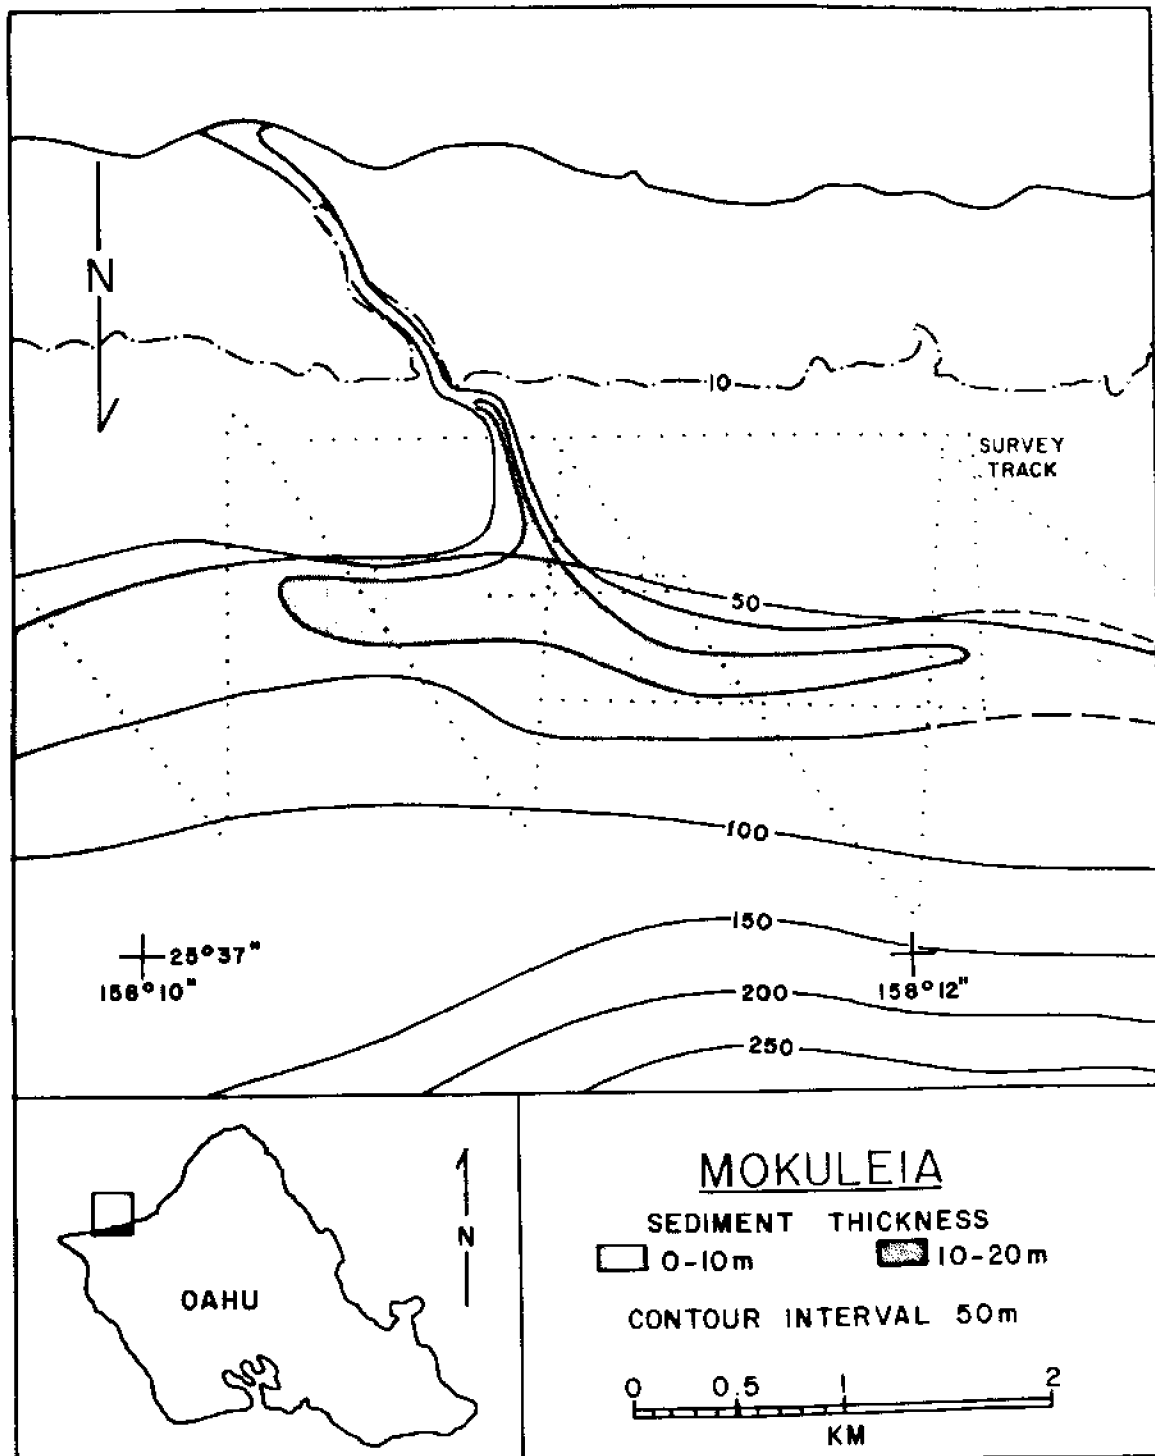 N
10
SURVEY
TRACK
50
100
150
25°37"
158°10"
158°12"
200
250
MOKULEIA
SEDIMENT THICKNESS
0-10m 10-20m
CONTOUR INTERVAL 50m
0 0.5 1 2
KM
OAHU
N